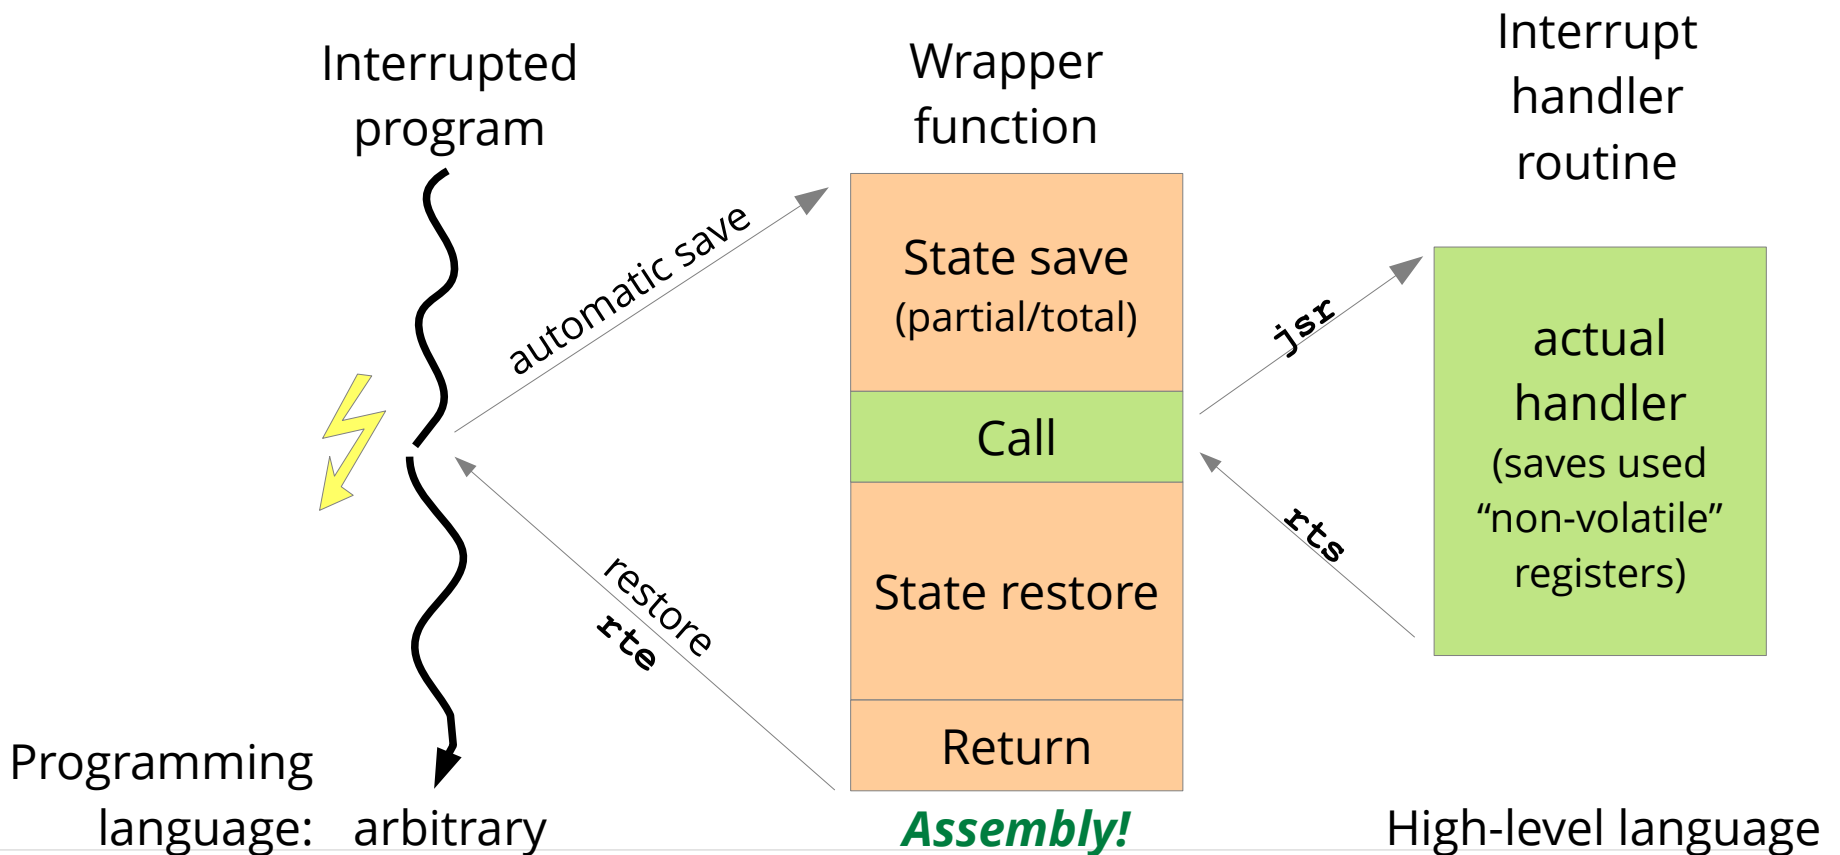 Interrupted
program
Wrapper
function
Interrupt
handler
routine
automatic save
State save
(partial/total)
Call
State restore
Return
jsr
rts
actual
handler
(saves used
“non-volatile”
registers)
restore
rte
Programming
language:
arbitrary
Assembly!
High-level language